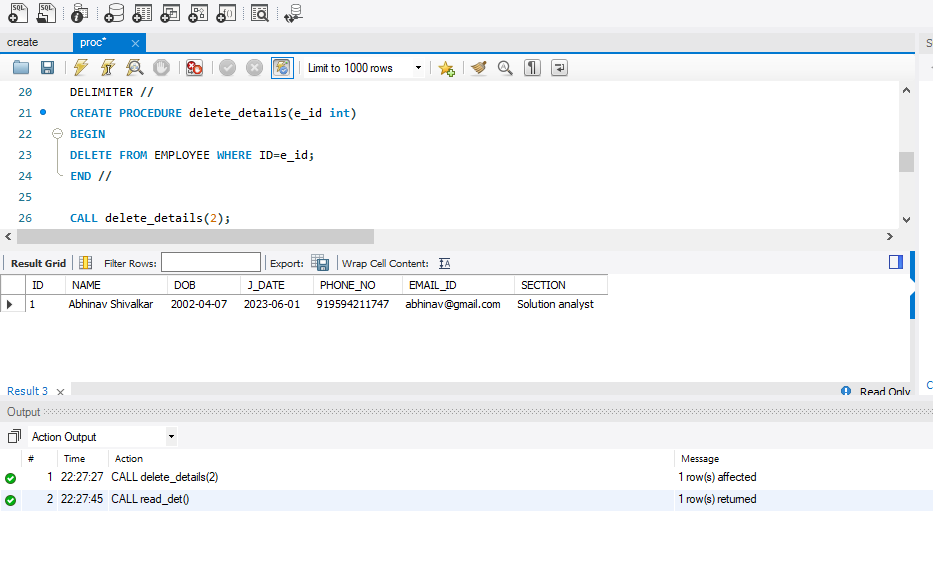 create proc*
Limit to 1000 rows
20 DELIMITER //
21 CREATE PROCEDURE delete_details(e_id int)
22 BEGIN
23 DELETE FROM EMPLOYEE WHERE ID=e_id;
24 END //
25
26 CALL delete_details(2);
Result Grid Filter Rows: Export: Wrap Cell Content:
ID NAME DOB J_DATE PHONE_NO EMAIL_ID SECTION
1 Abhinav Shivalkar 2002-04-07 2023-06-01 919594211747 abhinav@gmail.com Solution analyst
Result 3 Read Only
Output
Action Output
# Time Action Message
1 22:27:27 CALL delete_details(2) 1 row(s) affected
2 22:27:45 CALL read_det() 1 row(s) returned